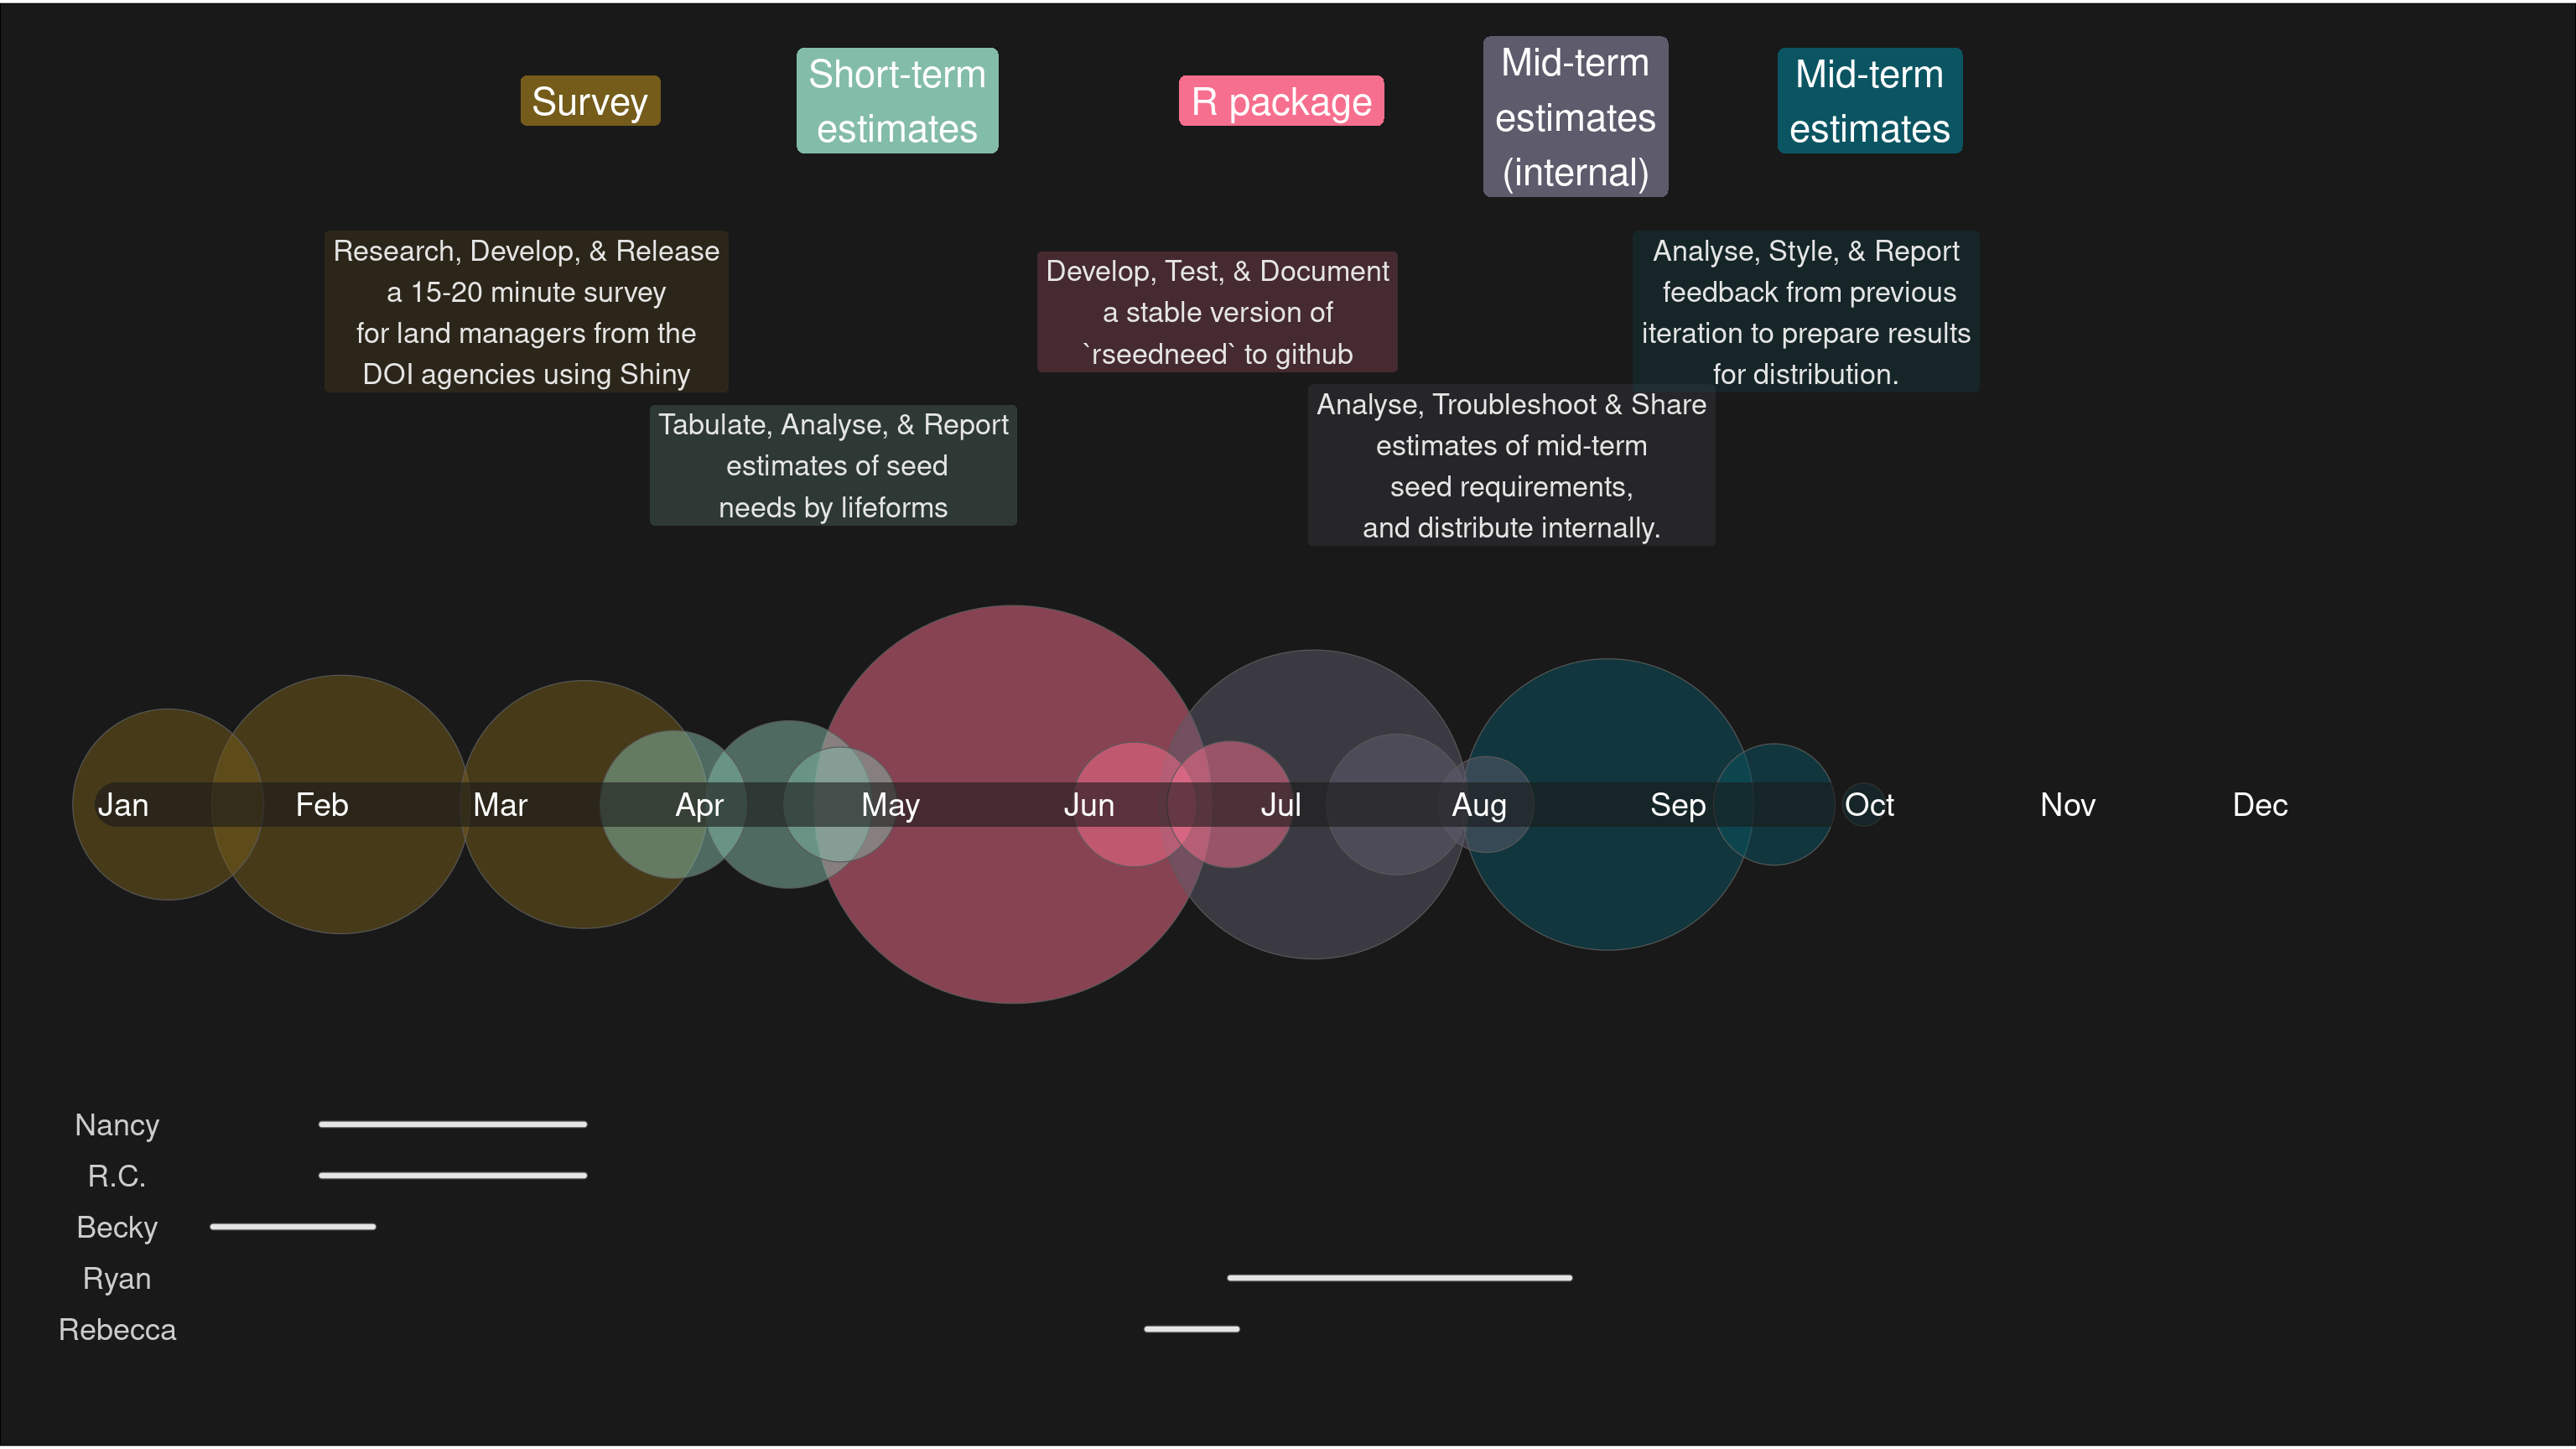 Survey
Short-term
estimates
R package
Mid-term
estimates
(internal)
Mid-term
estimates
Research, Develop, & Release
a 15-20 minute survey
for land managers from the
DOI agencies using Shiny
Tabulate, Analyse, & Report
estimates of seed
needs by lifeforms
Develop, Test, & Document
a stable version of
`rseedneed` to github
Analyse, Troubleshoot & Share
estimates of mid-term
seed requirements,
and distribute internally.
Analyse, Style, & Report
feedback from previous
iteration to prepare results
for distribution.
Jan Feb Mar Apr May Jun Jul Aug Sep Oct Nov Dec
Nancy
R.C.
Becky
Ryan
Rebecca